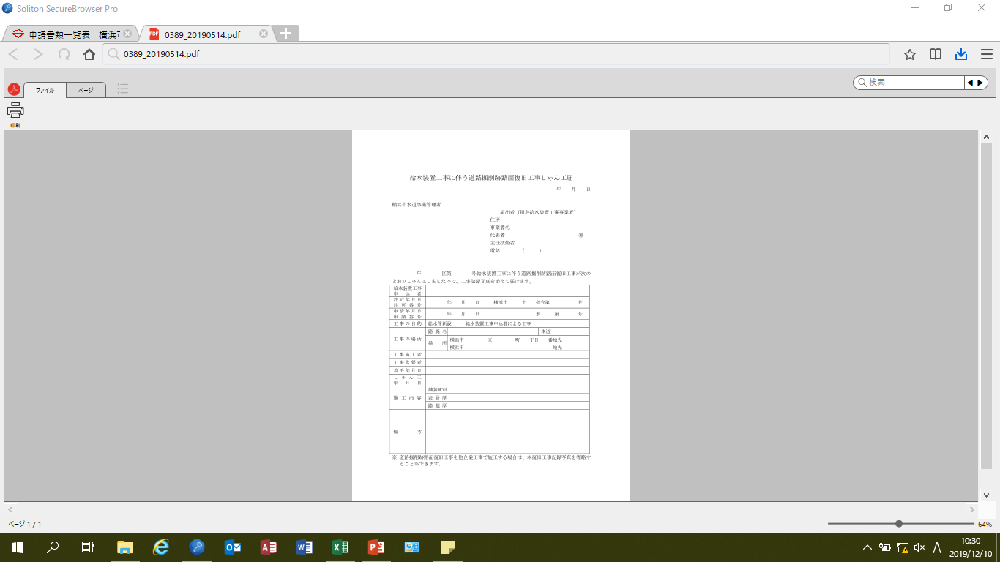 Soliton SecureBrowser Pro
申請書類一覧表 横浜市
0389_20190514.pdf
0389_20190514.pdf
ファイル ページ
検索
印刷
給水装置工事に伴う道路掘削跡路面復旧工事しゅん工届
年 月 日
横浜市水道事業管理者
届出者（指定給水装置工事事業者）
住所
事業者名
代表者 ㊞
主任技術者
電話 （ ）
年 区第 号給水装置工事に伴う道路掘削跡路面復旧工事が次の
とおりしゅん工しましたので、工事記録写真を添えて届けます。
給水装置工事
申込者
許可年月日
許可番号
年 月 日 横浜市 土 指令第 号
申請年月日
申請番号
年 月 日 水 第 号
工事の目的 給水管新設 給水装置工事申込者による工事
工事の場所
路線名 車道
場所
横浜市 区 町 丁目 番地先
横浜市 地先
工事施工者
工事監督者
着手年月日
しゅん工
年月日
施工内容
舗装種別
表層厚
路盤厚
備考
※ 道路掘削跡路面復旧工事を他企業工事で施工する場合は、本復旧工事記録写真を省略す
ることができます。
ページ 1 / 1
64%
A
10:30
2019/12/10